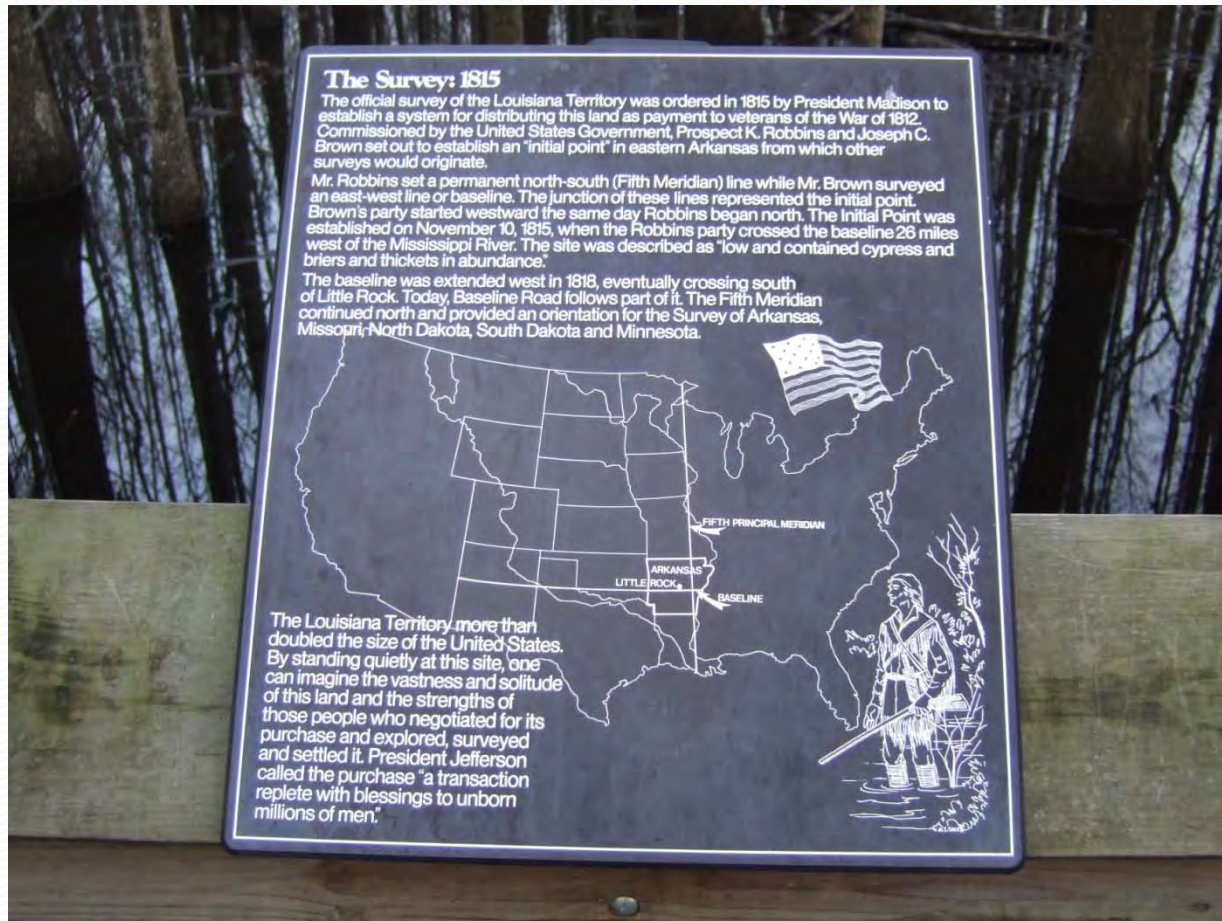 The Survey: 1815
The official survey of the Louisiana Territory was ordered in 1815 by President Madison to
establish a system for distributing this land as payment to veterans of the War of 1812.
Commissioned by the United States Government, Prospect K. Robbins and Joseph C.
Brown set out to establish an "initial point" in eastern Arkansas from which other
surveys would originate.
Mr. Robbins set a permanent north-south (Fifth Meridian) line while Mr. Brown surveyed
an east-west line or baseline. The junction of these lines represented the initial point.
Brown's party started westward the same day Robbins began north. The Initial Point was
established on November 10, 1815, when the Robbins party crossed the baseline 26 miles
west of the Mississippi River. The site was described as "low and contained cypress and
briers and thickets in abundance."
The baseline was extended west in 1818, eventually crossing south
of Little Rock. Today, Baseline Road follows part of it. The Fifth Meridian
continued north and provided an orientation for the Survey of Arkansas,
Missouri, North Dakota, South Dakota and Minnesota.
FIFTH PRINCIPAL MERIDIAN
ARKANSAS
LITTLE ROCK
BASELINE
The Louisiana Territory more than
doubled the size of the United States.
By standing quietly at this site, one
can imagine the vastness and solitude
of this land and the strengths of
those people who negotiated for its
purchase and explored, surveyed
and settled it. President Jefferson
called the purchase "a transaction
replete with blessings to unborn
millions of men."